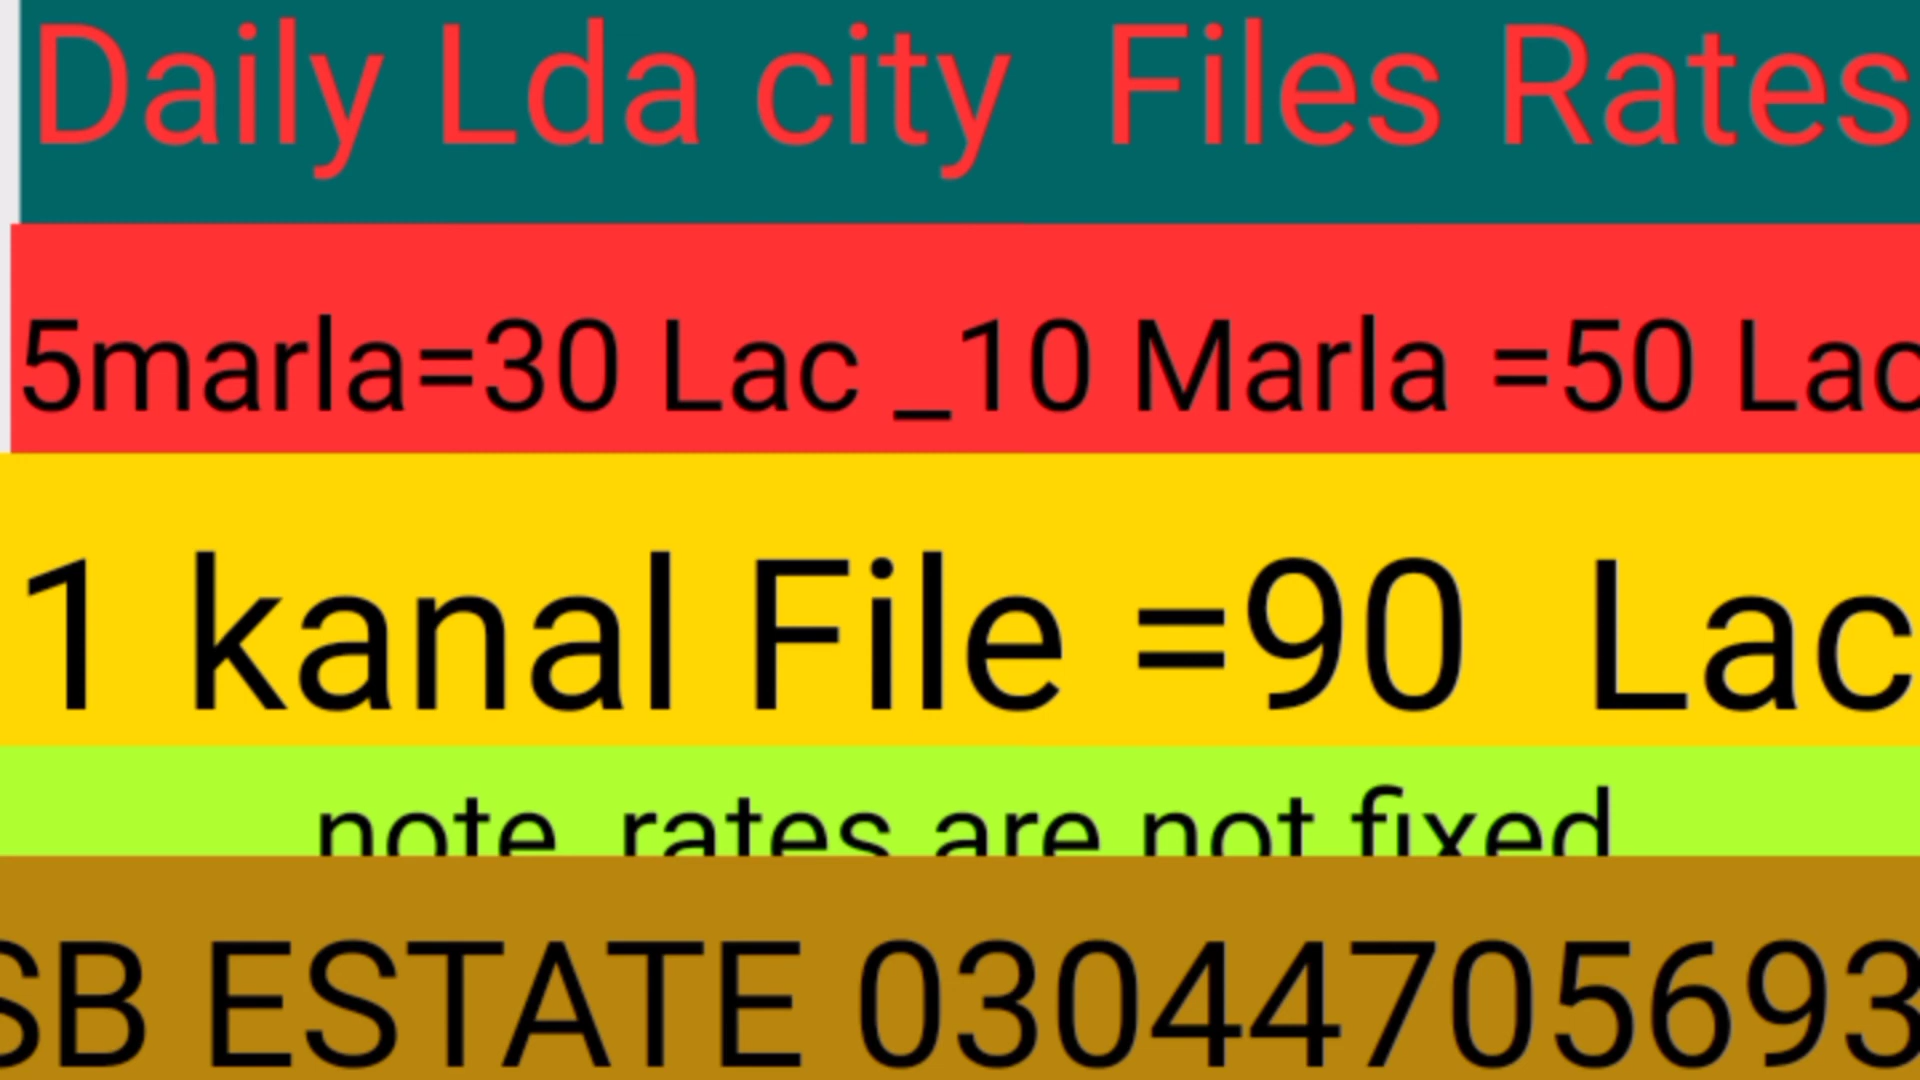 Daily Lda city  Files Rates
5marla=30 Lac _10 Marla =50 Lac
1 kanal File =90  Lac
note  rates are not fixed
SB ESTATE 03044705693